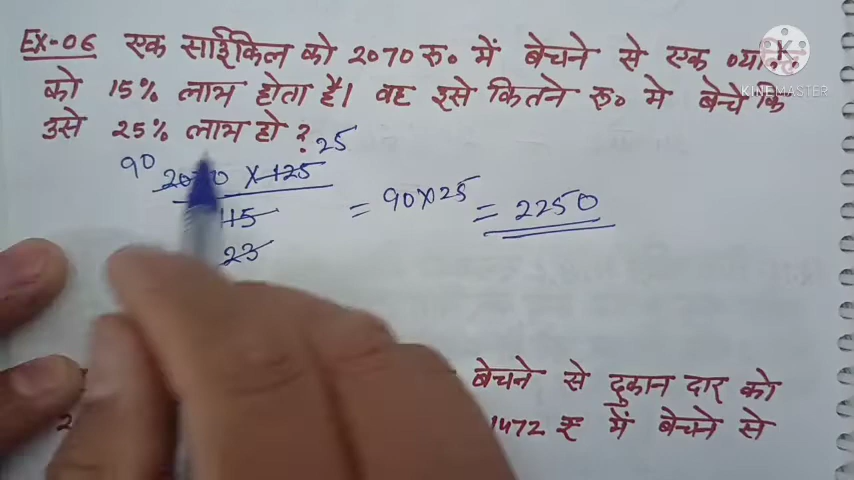 EX-06 एक साईकिल को 2070 रु० में बेचने से एक
को 15% लाभ होता है। वह इसे कितने रु० मे बेन्चे कि
उसे 25% लाभ हो ?
90 25
2070 × 125
115
23
= 90×25 = 2250
बेचने से दुकान दार को
1472 ₹ में बेचने से
KINEMASTER